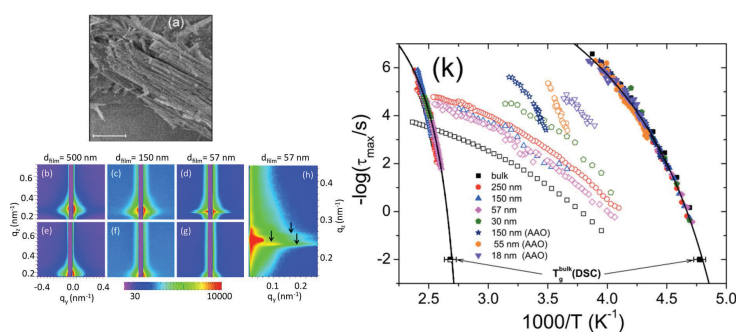 (a)
d_film = 500 nm
d_film = 150 nm
d_film = 57 nm
d_film = 57 nm
(b)
(c)
(d)
(h)
(e)
(f)
(g)
q_z (nm⁻¹)
0.6
0.4
0.2
0.6
0.4
0.2
0.4
0.3
0.2
q_z (nm⁻¹)
-0.4
0.0
0.4
q_y (nm⁻¹)
30
10000
0.1
0.2
q_y (nm⁻¹)
(k)
-log(τ_max/s)
6
4
2
0
-2
bulk
250 nm
150 nm
57 nm
30 nm
150 nm (AAO)
55 nm (AAO)
18 nm (AAO)
T_g^bulk(DSC)
2.5
3.0
3.5
4.0
4.5
5.0
1000/T (K⁻¹)